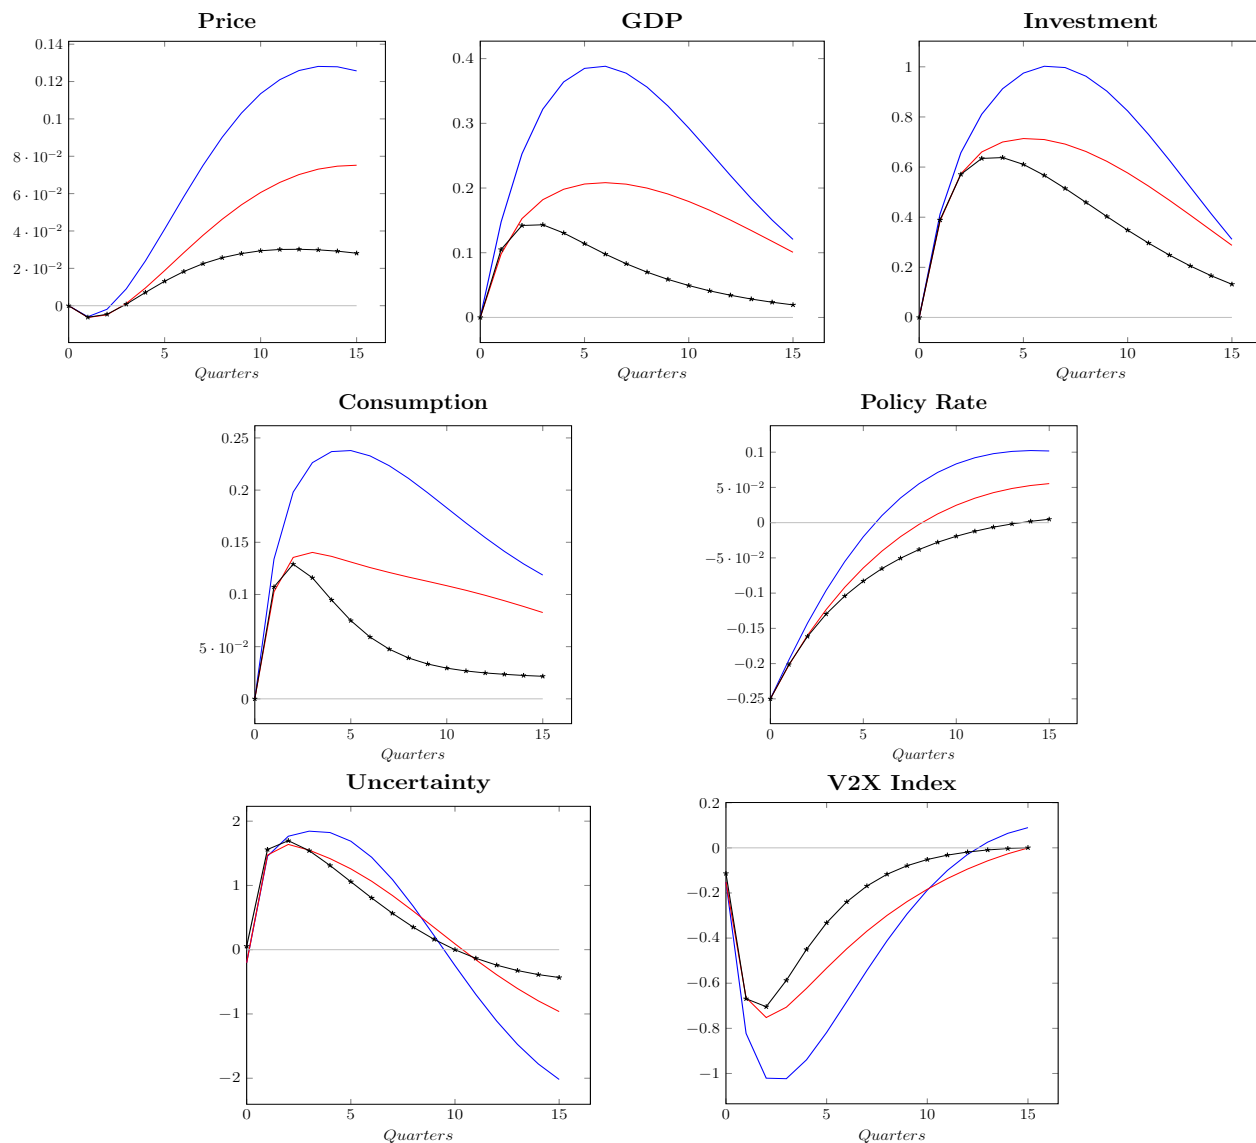 Price
0.14
0.12
0.1
8 · 10⁻²
6 · 10⁻²
4 · 10⁻²
2 · 10⁻²
0
0 5 10 15
Quarters
GDP
0.4
0.3
0.2
0.1
0
0 5 10 15
Quarters
Investment
1
0.8
0.6
0.4
0.2
0
0 5 10 15
Quarters
Consumption
0.25
0.2
0.15
0.1
5 · 10⁻²
0
0 5 10 15
Quarters
Policy Rate
0.1
5 · 10⁻²
0
−5 · 10⁻²
−0.1
−0.15
−0.2
−0.25
0 5 10 15
Quarters
Uncertainty
2
1
0
−1
−2
0 5 10 15
Quarters
V2X Index
0.2
0
−0.2
−0.4
−0.6
−0.8
−1
0 5 10 15
Quarters